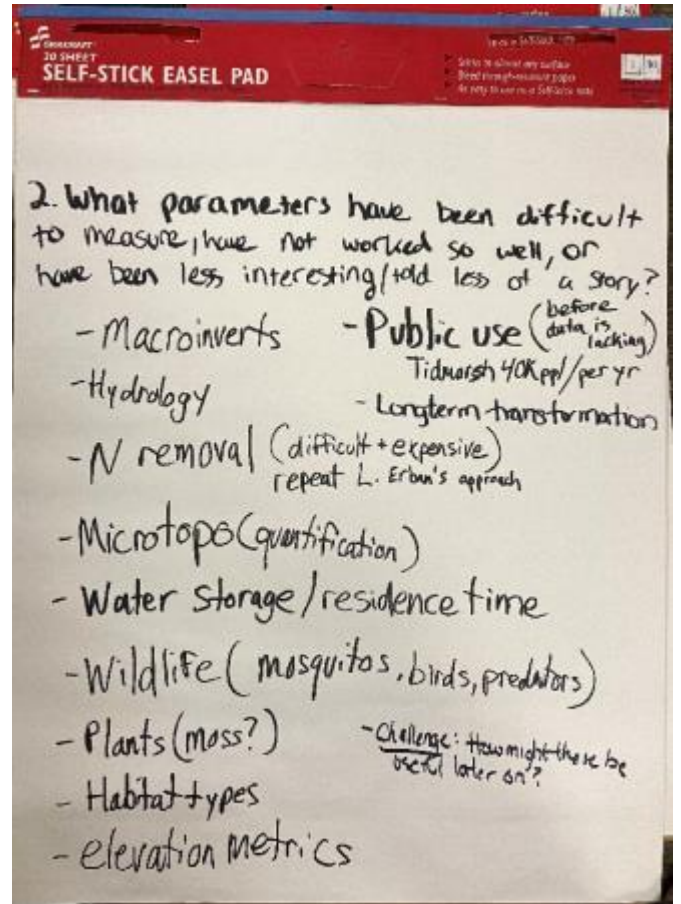 SKILCRAFT
20 SHEET
SELF-STICK EASEL PAD
2. What parameters have been difficult
to measure, have not worked so well, or
have been less interesting/told less of a story?
- Macroinverts
- Hydrology
- N removal (difficult + expensive)
repeat L. Erban's approach
- Public use (before
data is
lacking)
Tidmarsh 40K ppl/per yr
- Longterm transformation
- Microtopo (quantification)
- Water Storage/residence time
- Wildlife (mosquitos, birds, predators)
- Plants (moss?)
- Challenge: How might these be
useful later on?
- Habitat types
- elevation metrics